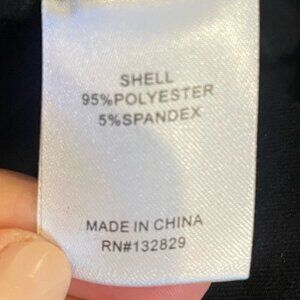 SHELL
95%POLYESTER
5%SPANDEX
MADE IN CHINA
RN#132829